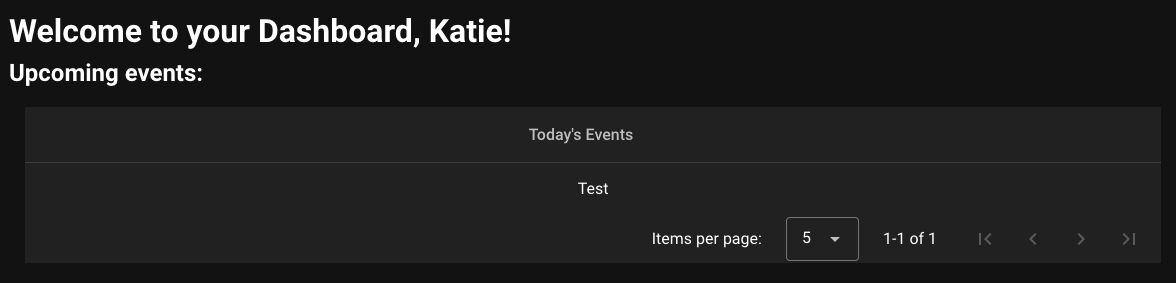 Welcome to your Dashboard, Katie!
Upcoming events:
Today's Events
Test
Items per page: 5 1-1 of 1